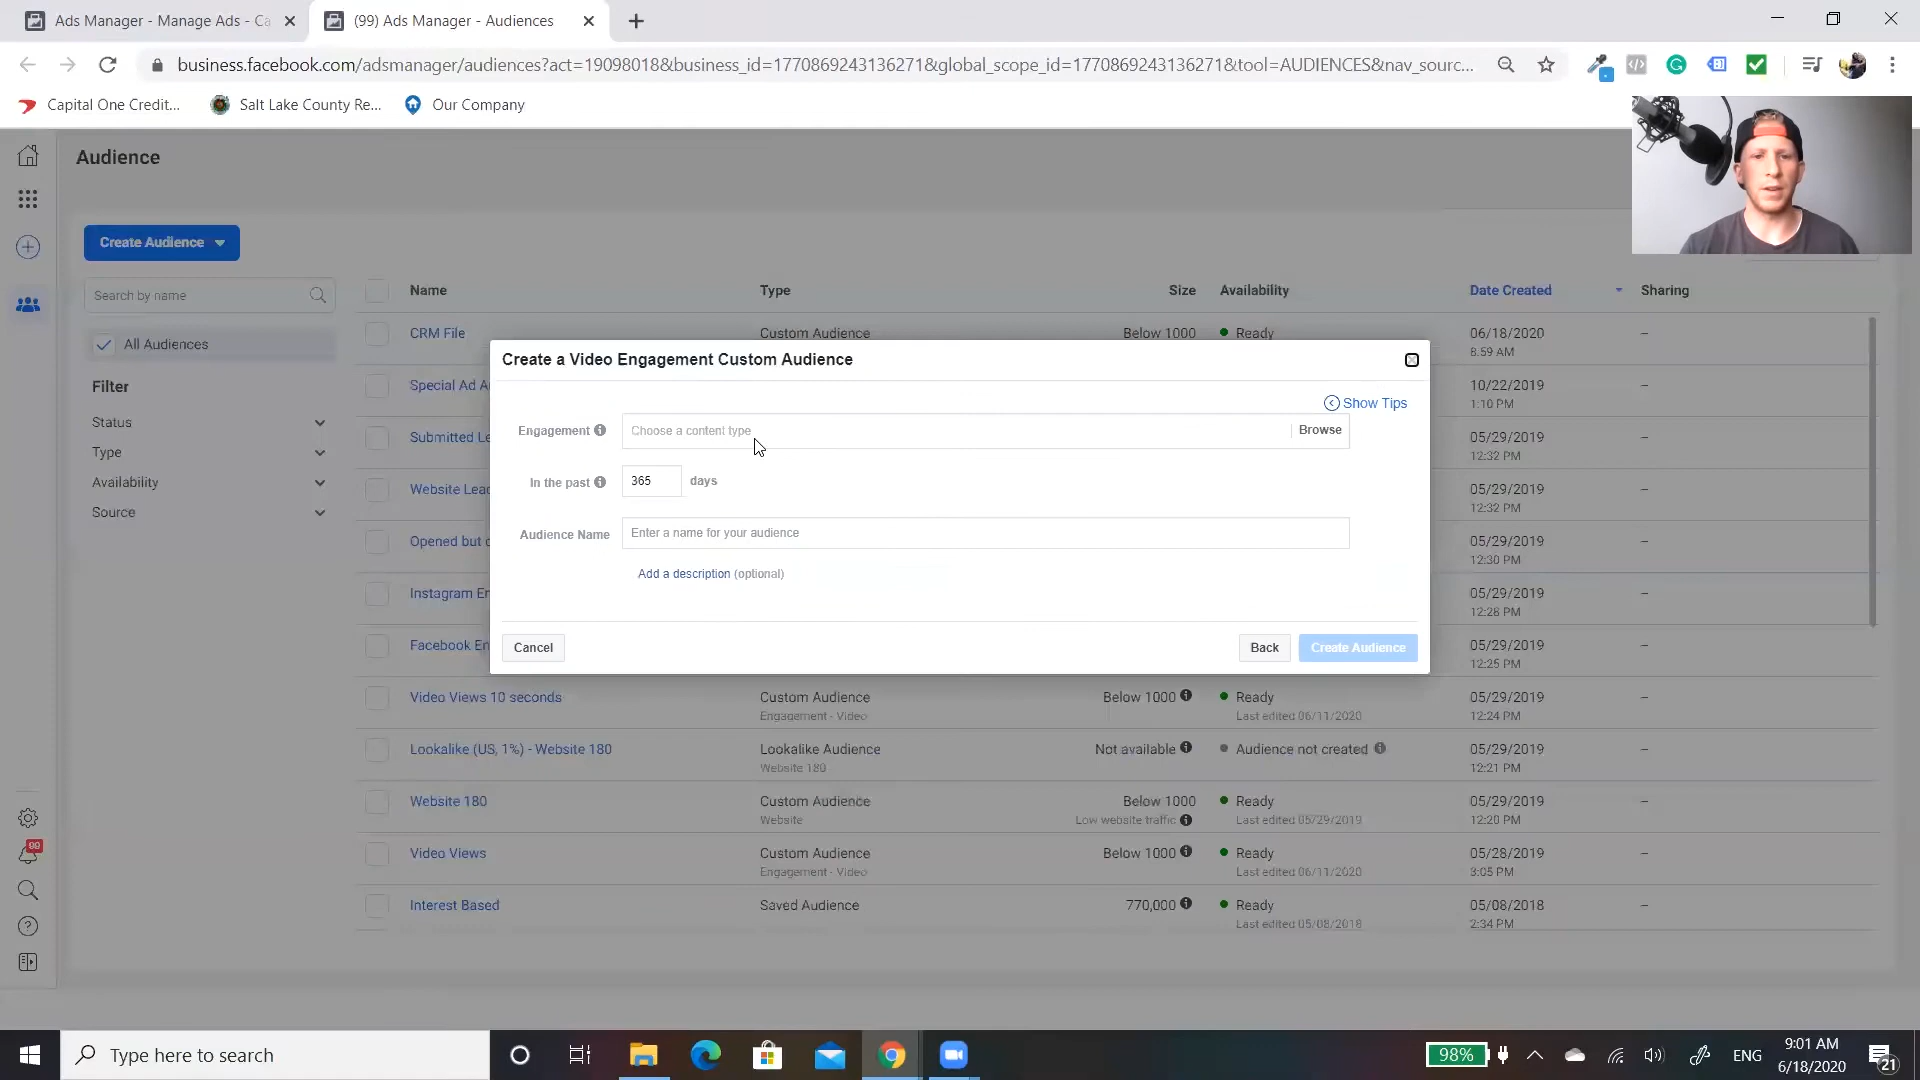 Ads Manager - Manage Ads - Ca
(99) Ads Manager - Audiences
business.facebook.com/adsmanager/audiences?act=19098018&business_id=1770869243136271&global_scope_id=1770869243136271&tool=AUDIENCES&nav_sourc...
Capital One Credit...
Salt Lake County Re...
Our Company
Audience
Create Audience
Search by name
All Audiences
Filter
Status
Type
Availability
Source
Name Type Size Availability Date Created Sharing
CRM File Custom Audience Below 1000 Ready 06/18/2020 –
8:59 AM
Special Ad A 10/22/2019 –
1:10 PM
Submitted Le 05/29/2019 –
12:32 PM
Website Lead 05/29/2019 –
12:32 PM
Opened but 05/29/2019 –
12:30 PM
Instagram En 05/29/2019 –
12:26 PM
Facebook En 05/29/2019 –
12:25 PM
Create a Video Engagement Custom Audience
Show Tips
Engagement Choose a content type Browse
In the past 365 days
Audience Name Enter a name for your audience
Add a description (optional)
Cancel Back Create Audience
Video Views 10 seconds Custom Audience Below 1000 Ready 05/29/2019 –
Engagement - Video Last edited 06/11/2020 12:24 PM
Lookalike (US, 1%) - Website 180 Lookalike Audience Not available Audience not created 05/29/2019 –
Website 180 12:21 PM
Website 180 Custom Audience Below 1000 Ready 05/29/2019 –
Website Low website traffic Last edited 05/29/2019 12:20 PM
Video Views Custom Audience Below 1000 Ready 05/28/2019 –
Engagement - Video Last edited 06/11/2020 3:05 PM
Interest Based Saved Audience 770,000 Ready 05/08/2018 –
Last edited 05/08/2018 2:34 PM
99
Type here to search
98%
ENG
9:01 AM
6/18/2020
21